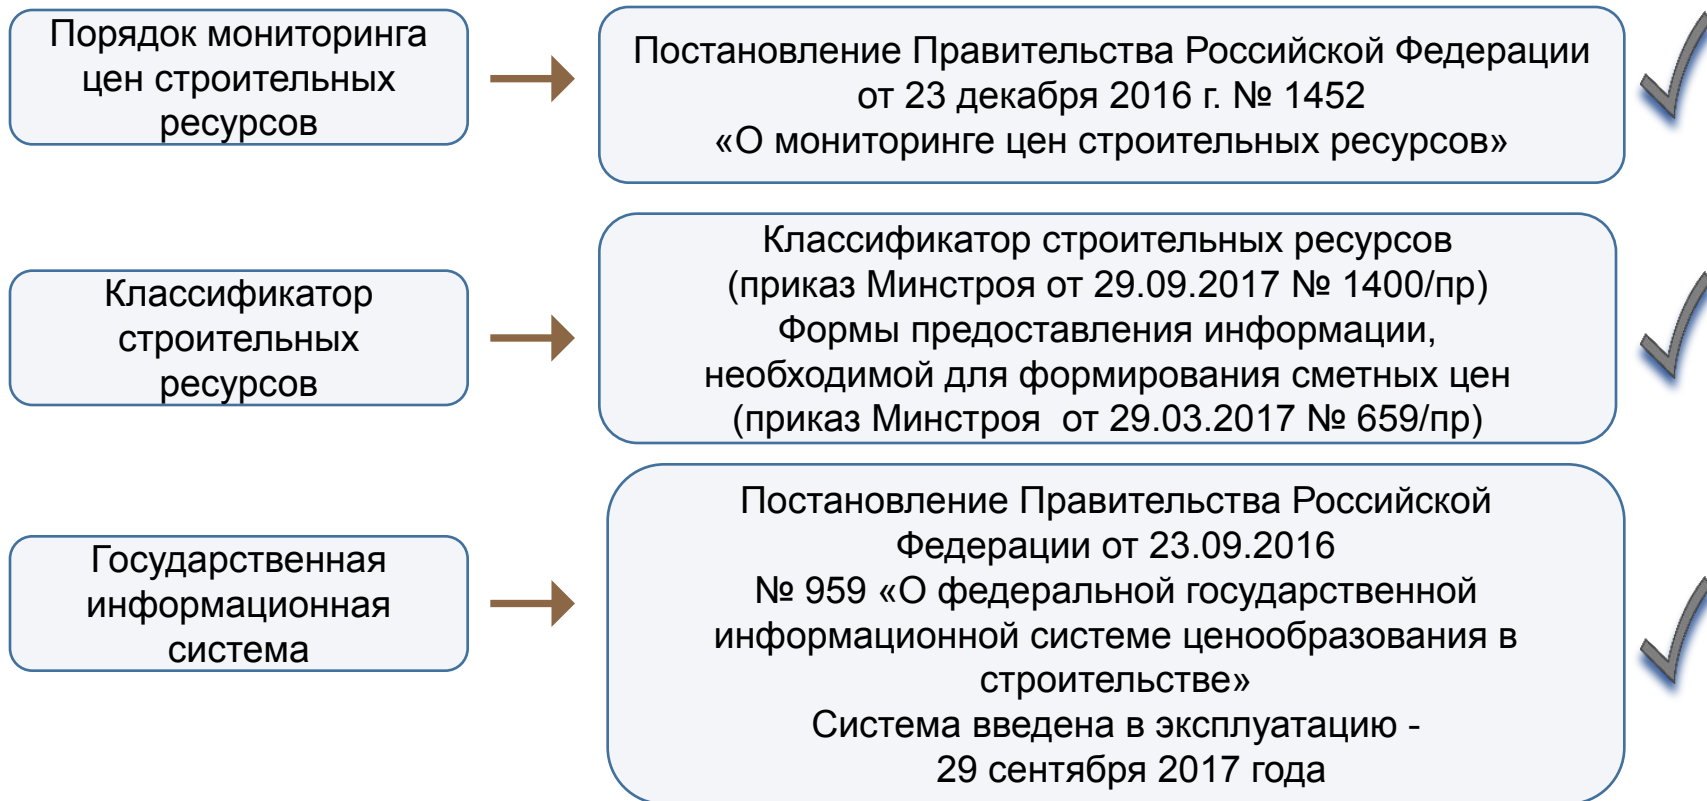 Порядок мониторинга
цен строительных
ресурсов
Постановление Правительства Российской Федерации
от 23 декабря 2016 г. № 1452
«О мониторинге цен строительных ресурсов»
Классификатор
строительных
ресурсов
Классификатор строительных ресурсов
(приказ Минстроя от 29.09.2017 № 1400/пр)
Формы предоставления информации,
необходимой для формирования сметных цен
(приказ Минстроя  от 29.03.2017 № 659/пр)
Государственная
информационная
система
Постановление Правительства Российской
Федерации от 23.09.2016
№ 959 «О федеральной государственной
информационной системе ценообразования в
строительстве»
Система введена в эксплуатацию -
29 сентября 2017 года